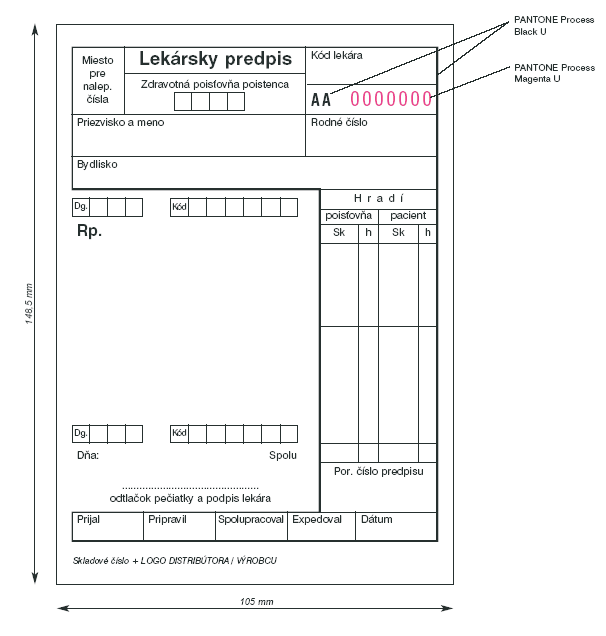 PANTONE Process
Black U
PANTONE Process
Magenta U
Miesto
pre
nalep.
čísla
Lekársky predpis
Zdravotná poisťovňa poistenca
Kód lekára
AA 0000000
Priezvisko a meno
Rodné číslo
Bydlisko
Dg.
Kód
Rp.
Hradí
poisťovňa pacient
Sk h Sk h
148,5 mm
Dg.
Kód
Dňa: Spolu
Por. číslo predpisu
................................................
odtlačok pečiatky a podpis lekára
Prijal Pripravil Spolupracoval Expedoval Dátum
Skladové číslo + LOGO DISTRIBÚTORA / VÝROBCU
105 mm